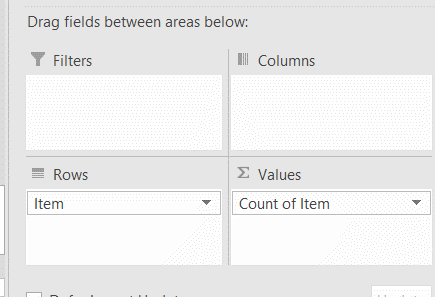 Drag fields between areas below:
Filters
Columns
Rows
Σ Values
Item
Count of Item